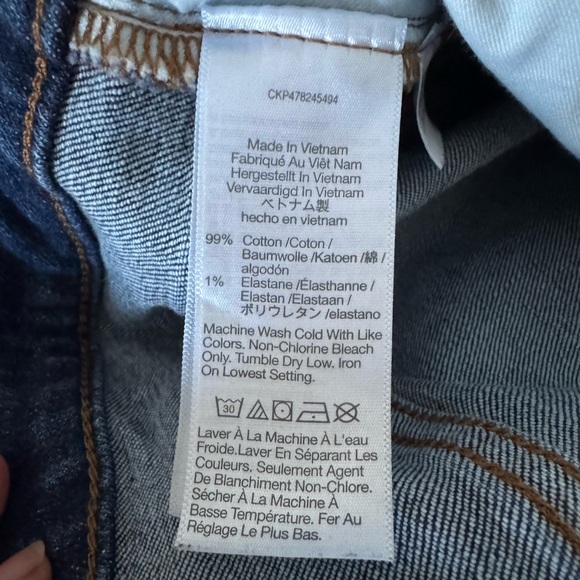 CKP478245494
Made In Vietnam
Fabriqué Au Việt Nam
Hergestellt In Vietnam
Vervaardigd In Vietnam
ベトナム製
hecho en vietnam
99% Cotton /Coton /
Baumwolle /Katoen /綿 /
algodón
1% Elastane /Élasthanne /
Elastan /Elastaan /
ポリウレタン /elastano
Machine Wash Cold With Like
Colors. Non-Chlorine Bleach
Only. Tumble Dry Low. Iron
On Lowest Setting.
30
Laver À La Machine À L'eau
Froide.Laver En Séparant Les
Couleurs. Seulement Agent
De Blanchiment Non-Chlore.
Sécher À La Machine À
Basse Température. Fer Au
Réglage Le Plus Bas.